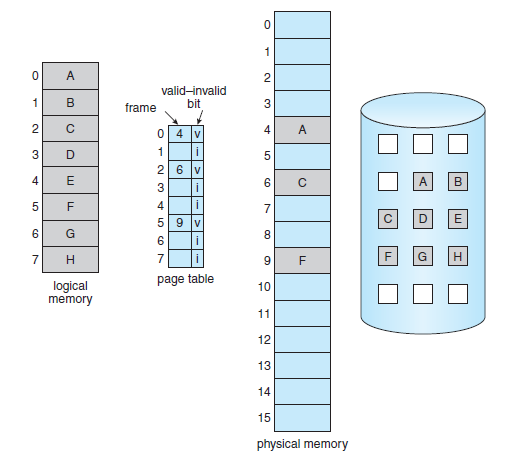 0 A
1 B
2 C
3 D
4 E
5 F
6 G
7 H
logical
memory
valid–invalid
bit
frame
0 4 v
1 i
2 6 v
3 i
4 i
5 9 v
6 i
7 i
page table
0
1
2
3
4 A
5
6 C
7
8
9 F
10
11
12
13
14
15
physical memory
A B
C D E
F G H